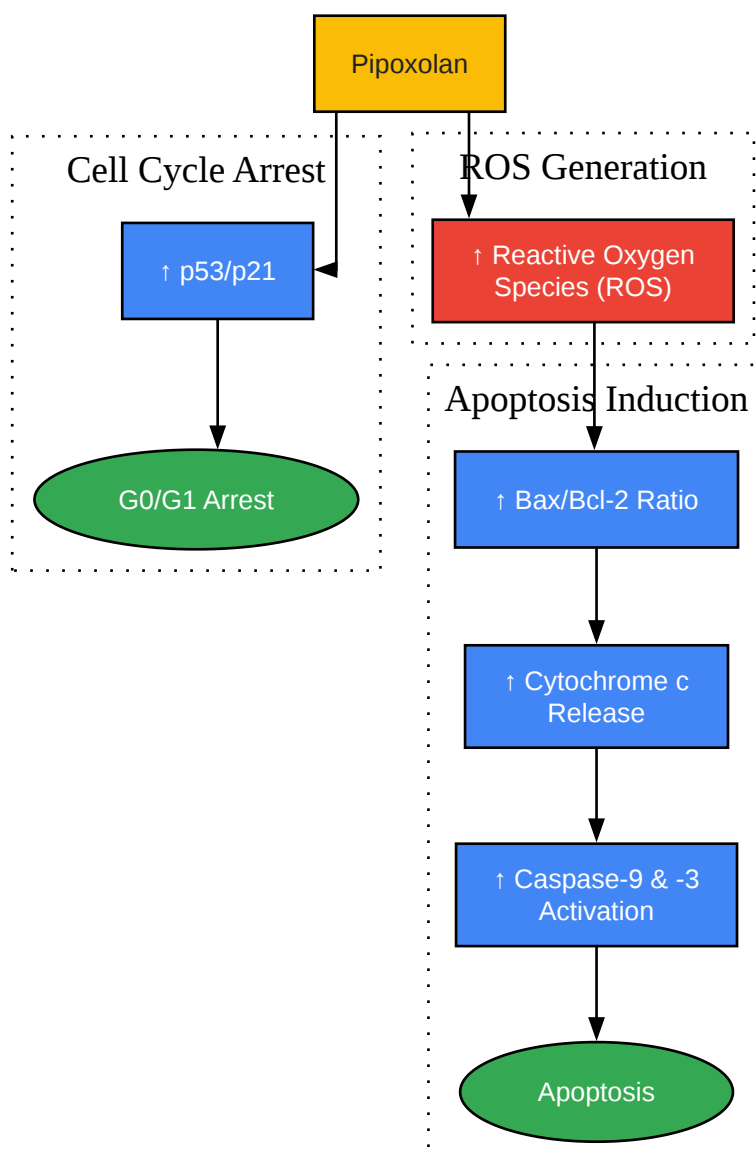 Pipoxolan
Cell Cycle Arrest
↑ p53/p21
G0/G1 Arrest
ROS Generation
↑ Reactive Oxygen
Species (ROS)
Apoptosis Induction
↑ Bax/Bcl-2 Ratio
↑ Cytochrome c
Release
↑ Caspase-9 & -3
Activation
Apoptosis